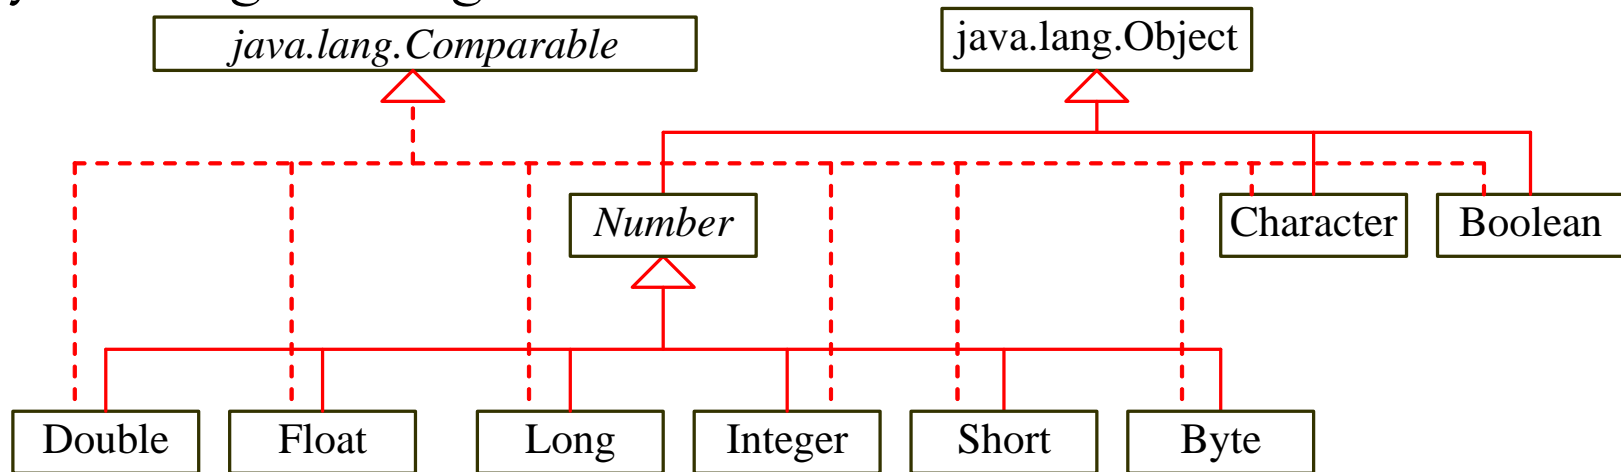 java.lang.Comparable
java.lang.Object
Number
Character
Boolean
Double
Float
Long
Integer
Short
Byte